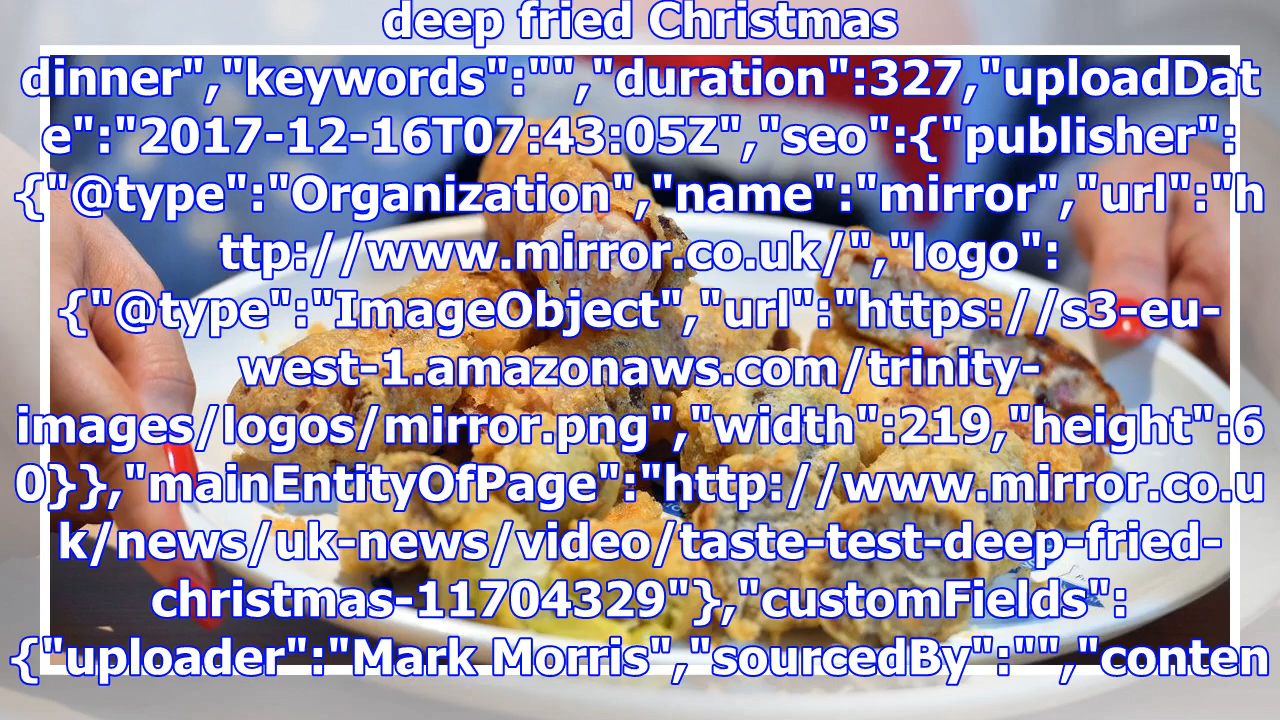 deep fried Christmas
dinner","keywords":"","duration":327,"uploadDat
e":"2017-12-16T07:43:05Z","seo":{"publisher":
{"@type":"Organization","name":"mirror","url":"h
ttp://www.mirror.co.uk/","logo":
{"@type":"ImageObject","url":"https://s3-eu-
west-1.amazonaws.com/trinity-
images/logos/mirror.png","width":219,"height":6
0}},"mainEntityOfPage":"http://www.mirror.co.u
k/news/uk-news/video/taste-test-deep-fried-
christmas-11704329"},"customFields":
{"uploader":"Mark Morris","sourcedBy":"","conten